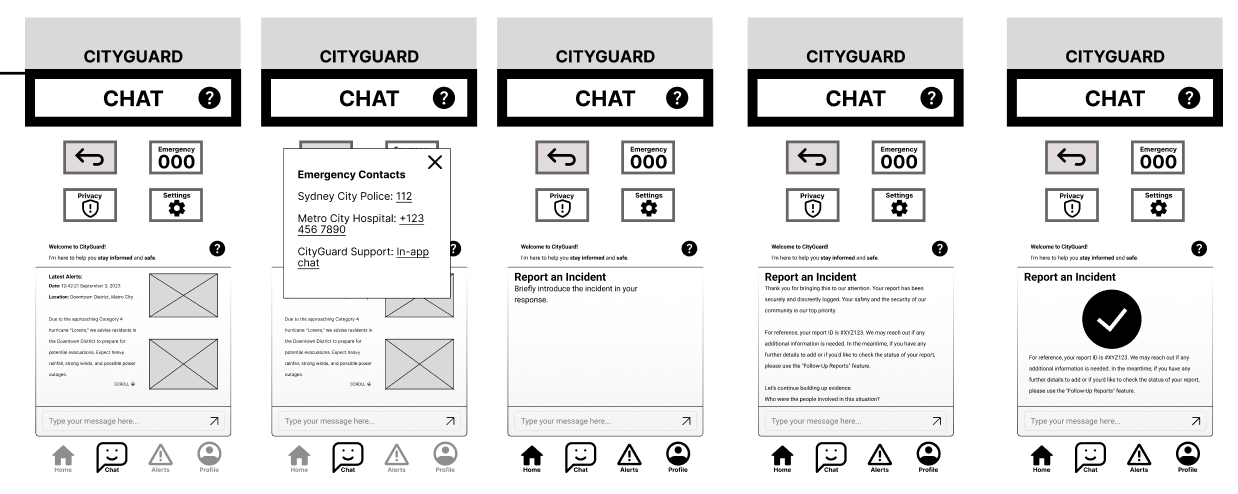 CITYGUARD
CHAT
?
Emergency
000
Privacy
Settings
Welcome to CityGuard!
I'm here to help you stay informed and safe.
?
Latest Alerts:
Date: 12:42:21 September 3, 2023
Location: Downtown District, Metro City
Due to the approaching Category 4
hurricane "Lorens," we advise residents in
the Downtown District to prepare for
potential evacuations. Expect heavy
rainfall, strong winds, and possible power
outages.
SCROLL
Type your message here...
Home
Chat
Alerts
Profile
CITYGUARD
CHAT
?
Emergency Contacts
Sydney City Police: 112
Metro City Hospital: +123
456 7890
CityGuard Support: In-app
chat
?
Due to the approaching Category 4
hurricane "Lorens," we advise residents in
the Downtown District to prepare for
potential evacuations. Expect heavy
rainfall, strong winds, and possible power
outages.
SCROLL
Type your message here...
Home
Chat
Alerts
Profile
CITYGUARD
CHAT
?
Emergency
000
Privacy
Settings
Welcome to CityGuard!
I'm here to help you stay informed and safe.
?
Report an Incident
Briefly introduce the incident in your
response.
Type your message here...
Home
Chat
Alerts
Profile
CITYGUARD
CHAT
?
Emergency
000
Privacy
Settings
Welcome to CityGuard!
I'm here to help you stay informed and safe.
?
Report an Incident
Thank you for bringing this to our attention. Your report has been
securely and discreetly logged. Your safety and the security of our
community is our top priority.
For reference, your report ID is #XYZ123. We may reach out if any
additional information is needed. In the meantime, if you have any
further details to add or if you'd like to check the status of your report,
please use the "Follow-Up Reports" feature.
Let's continue building up evidence.
Who were the people involved in this situation?
Type your message here...
Home
Chat
Alerts
Profile
CITYGUARD
CHAT
?
Emergency
000
Privacy
Settings
Welcome to CityGuard!
I'm here to help you stay informed and safe.
?
Report an Incident
For reference, your report ID is #XYZ123. We may reach out if any
additional information is needed. In the meantime, if you have any
further details to add or if you'd like to check the status of your report,
please use the "Follow-Up Reports" feature.
Type your message here...
Home
Chat
Alerts
Profile